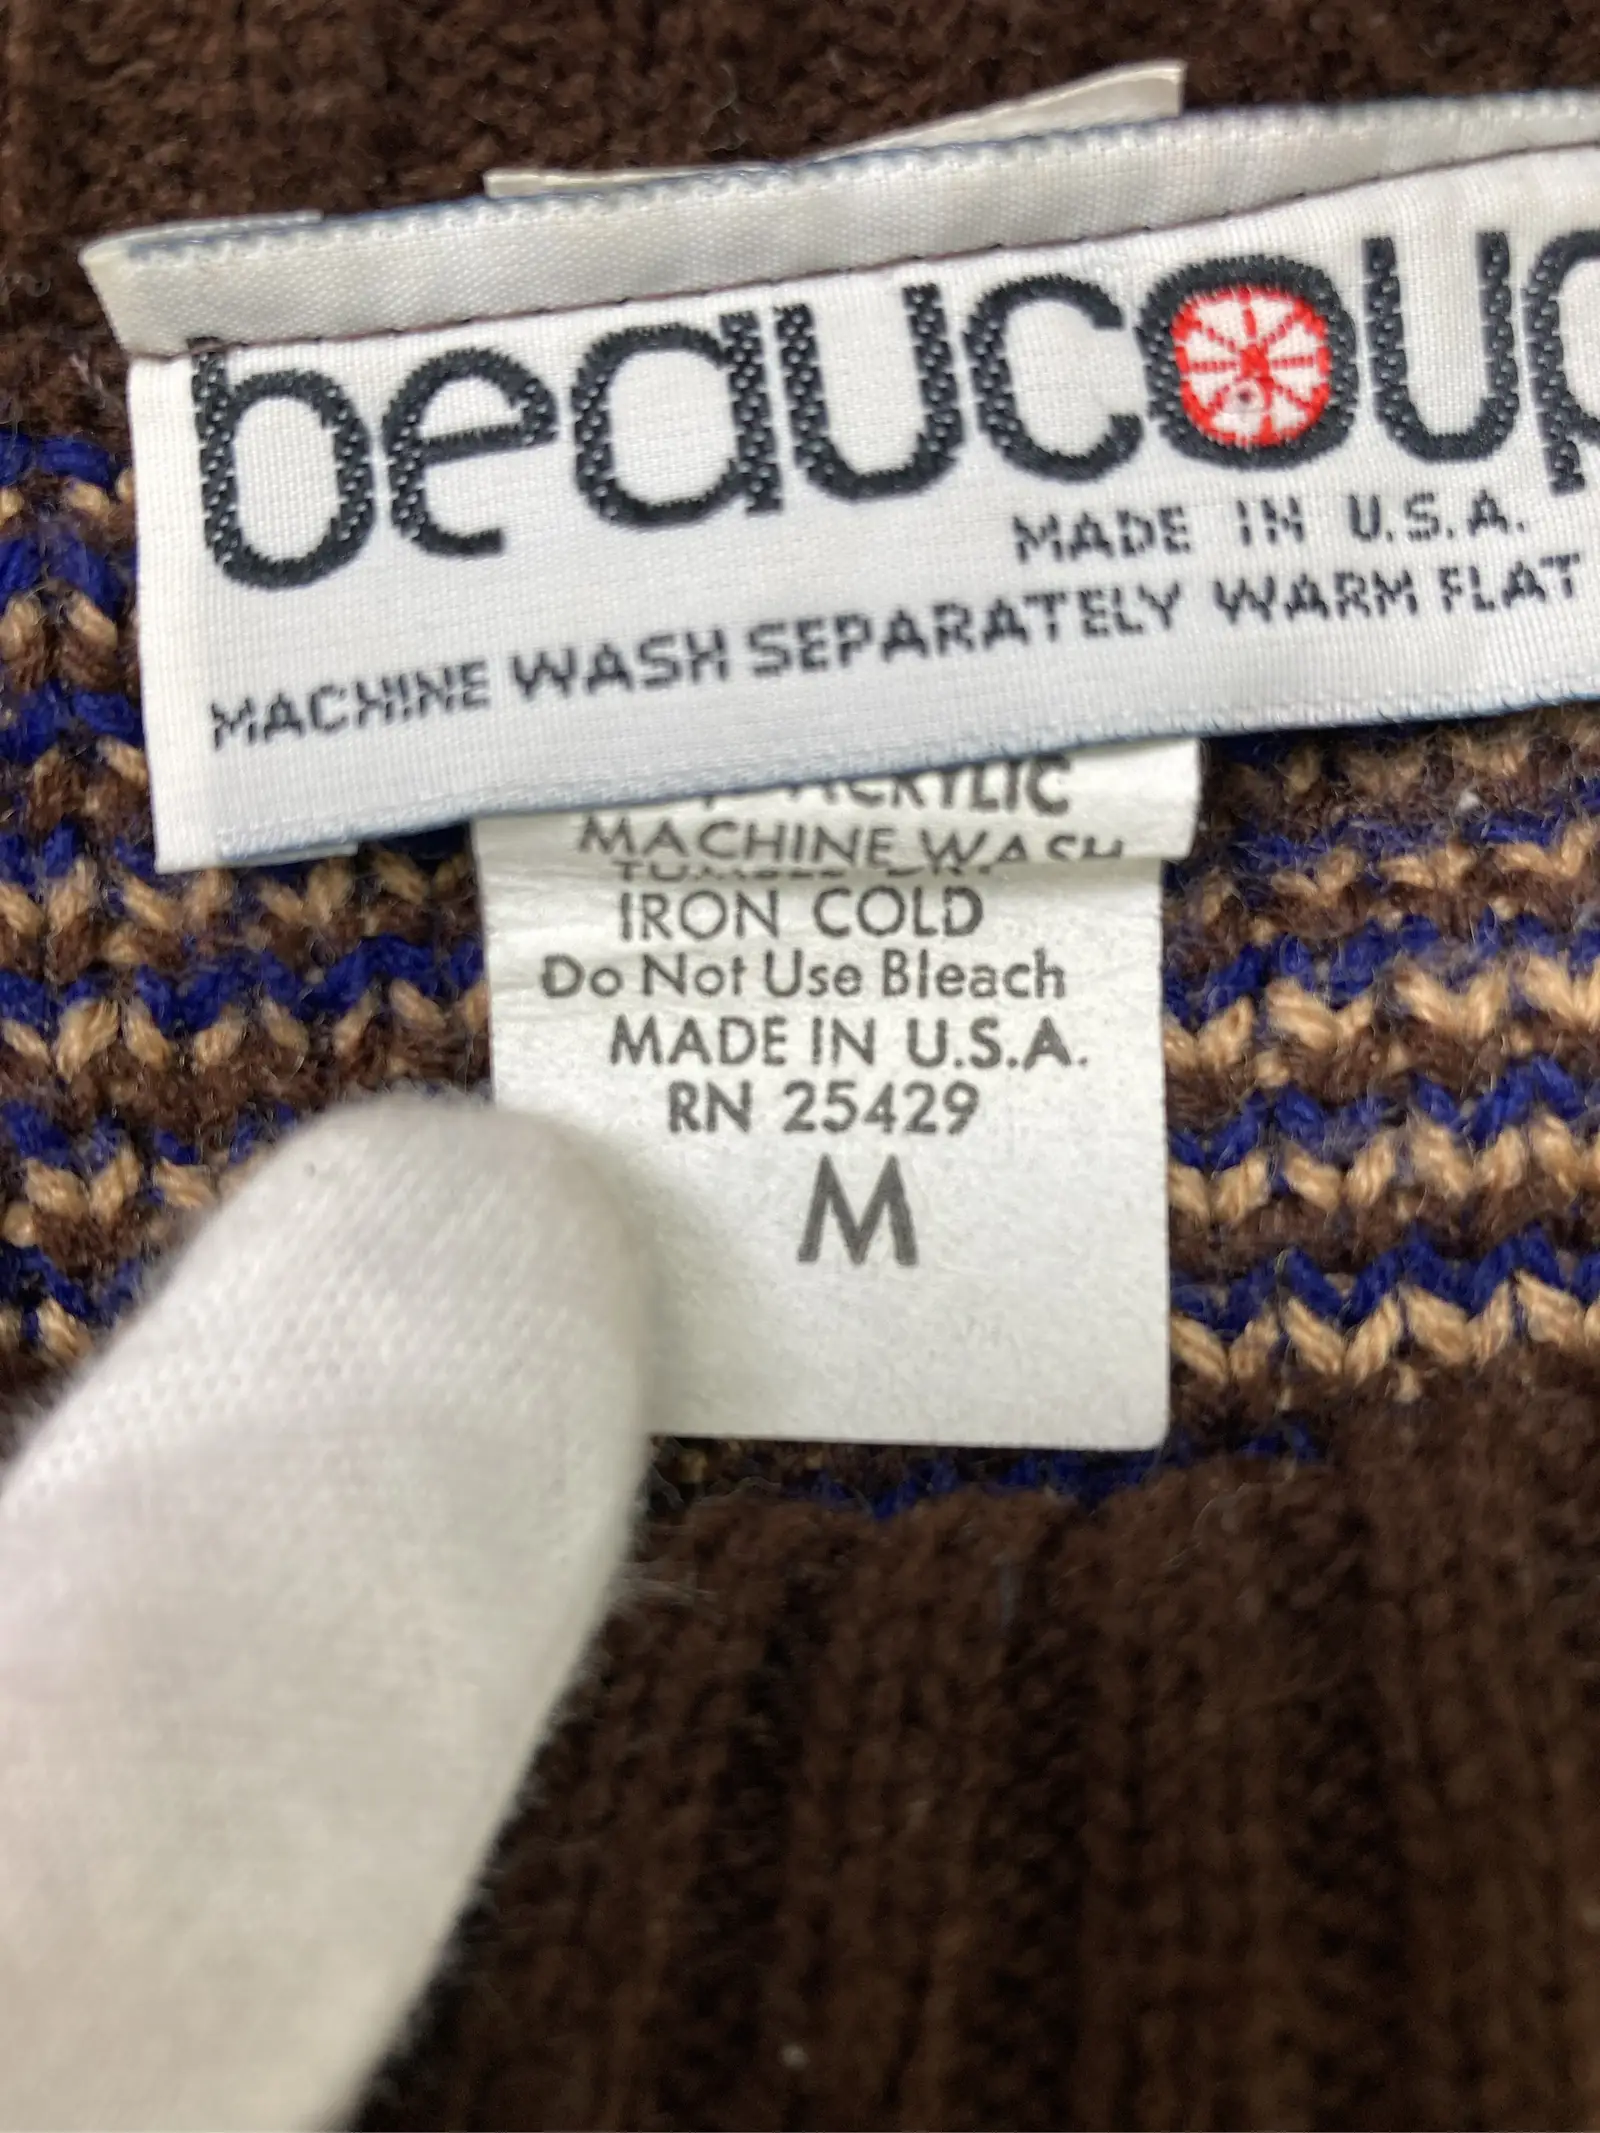 beaucoup
MADE IN U.S.A.
MACHINE WASH SEPARATELY WARM FLAT
ACRYLIC
MACHINE WASH
IRON COLD
Do Not Use Bleach
MADE IN U.S.A.
RN 25429
M